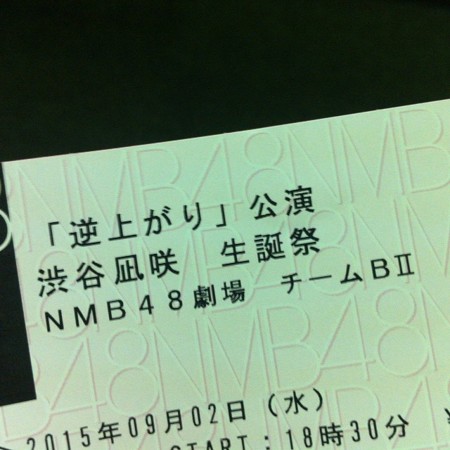 「逆上がり」公演
渋谷凪咲 生誕祭
NMB48劇場 チームBⅡ
2015年09月02日(水)
START:18時30分